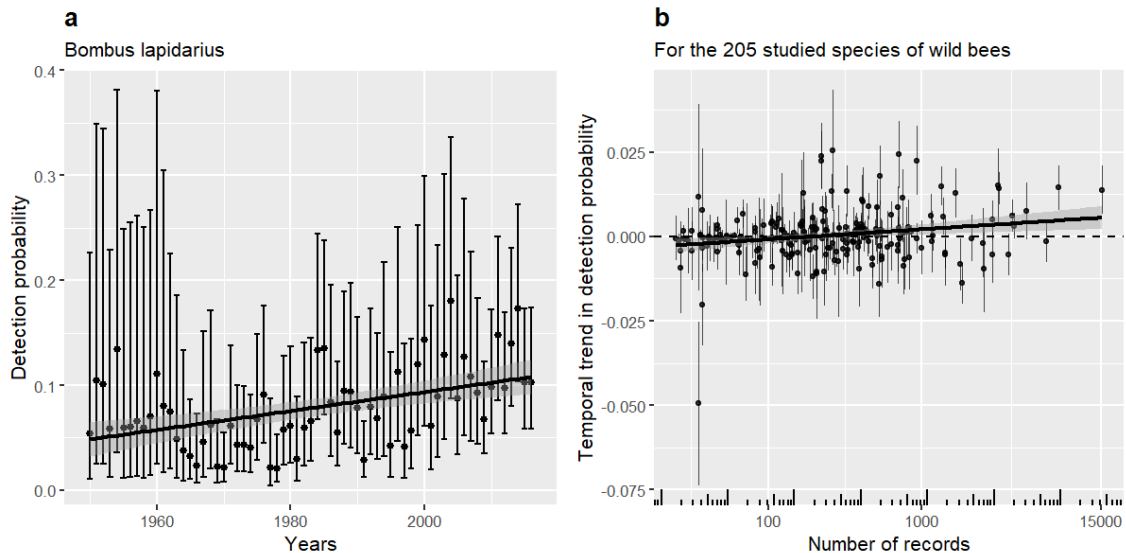 a
Bombus lapidarius
Detection probability
0.4
0.3
0.2
0.1
0.0
1960 1980 2000
Years
b
For the 205 studied species of wild bees
Temporal trend in detection probability
0.025
0.000
-0.025
-0.050
-0.075
100 1000 15000
Number of records